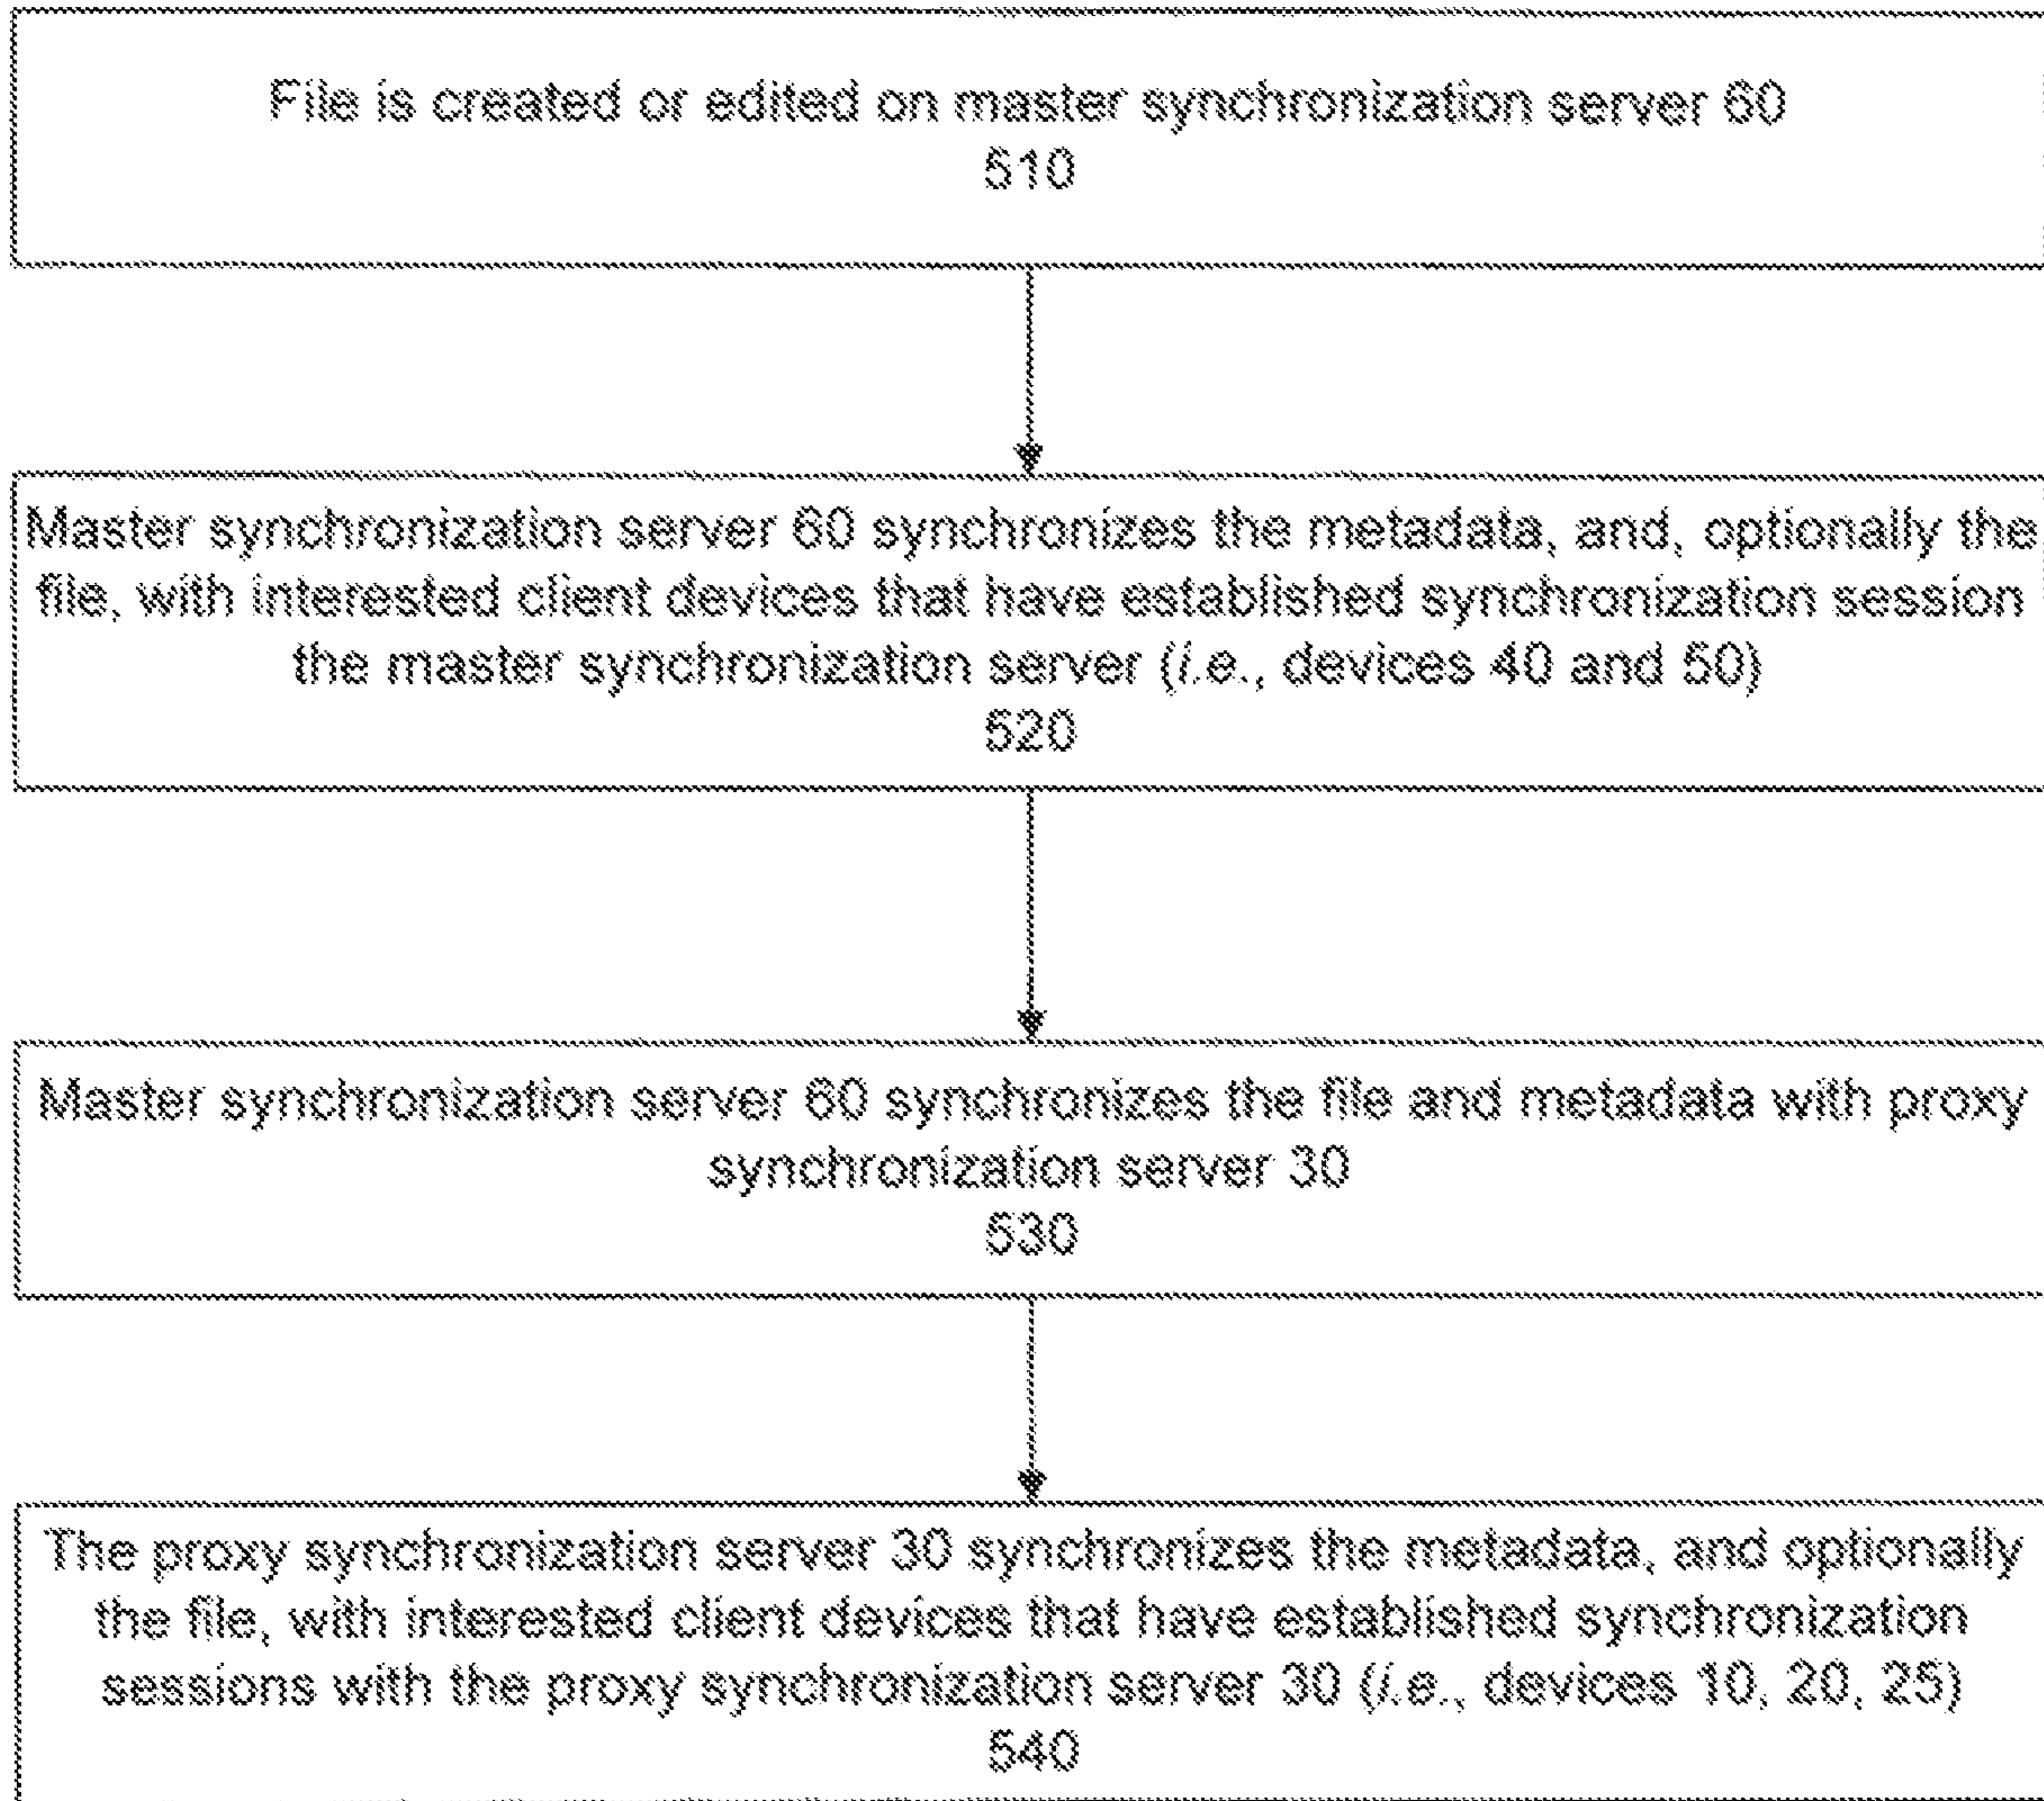 File is created or edited on master synchronization server 60
510
Master synchronization server 60 synchronizes the metadata, and, optionally the
file, with interested client devices that have established synchronization session
the master synchronization server (i.e., devices 40 and 50)
520
Master synchronization server 60 synchronizes the file and metadata with proxy
synchronization server 30
530
The proxy synchronization server 30 synchronizes the metadata, and optionally
the file, with interested client devices that have established synchronization
sessions with the proxy synchronization server 30 (i.e., devices 10, 20, 25)
540